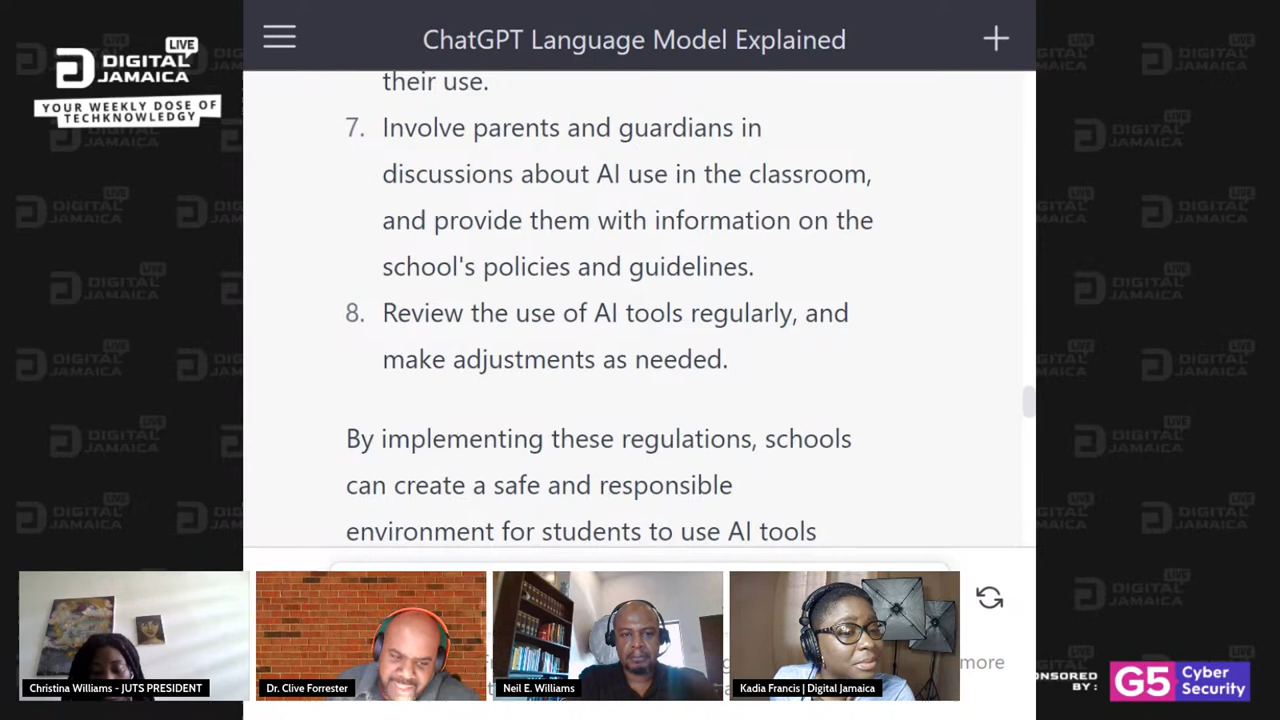 LIVE
DIGITAL
JAMAICA
YOUR WEEKLY DOSE OF
TECHKNOWLEDGY
ChatGPT Language Model Explained
their use.
7. Involve parents and guardians in
discussions about AI use in the classroom,
and provide them with information on the
school's policies and guidelines.
8. Review the use of AI tools regularly, and
make adjustments as needed.
By implementing these regulations, schools
can create a safe and responsible
environment for students to use AI tools
more
Christina Williams - JUTS PRESIDENT
Dr. Clive Forrester
Neil E. Williams
Kadia Francis | Digital Jamaica
ONSORED
BY:
G5 Cyber
Security